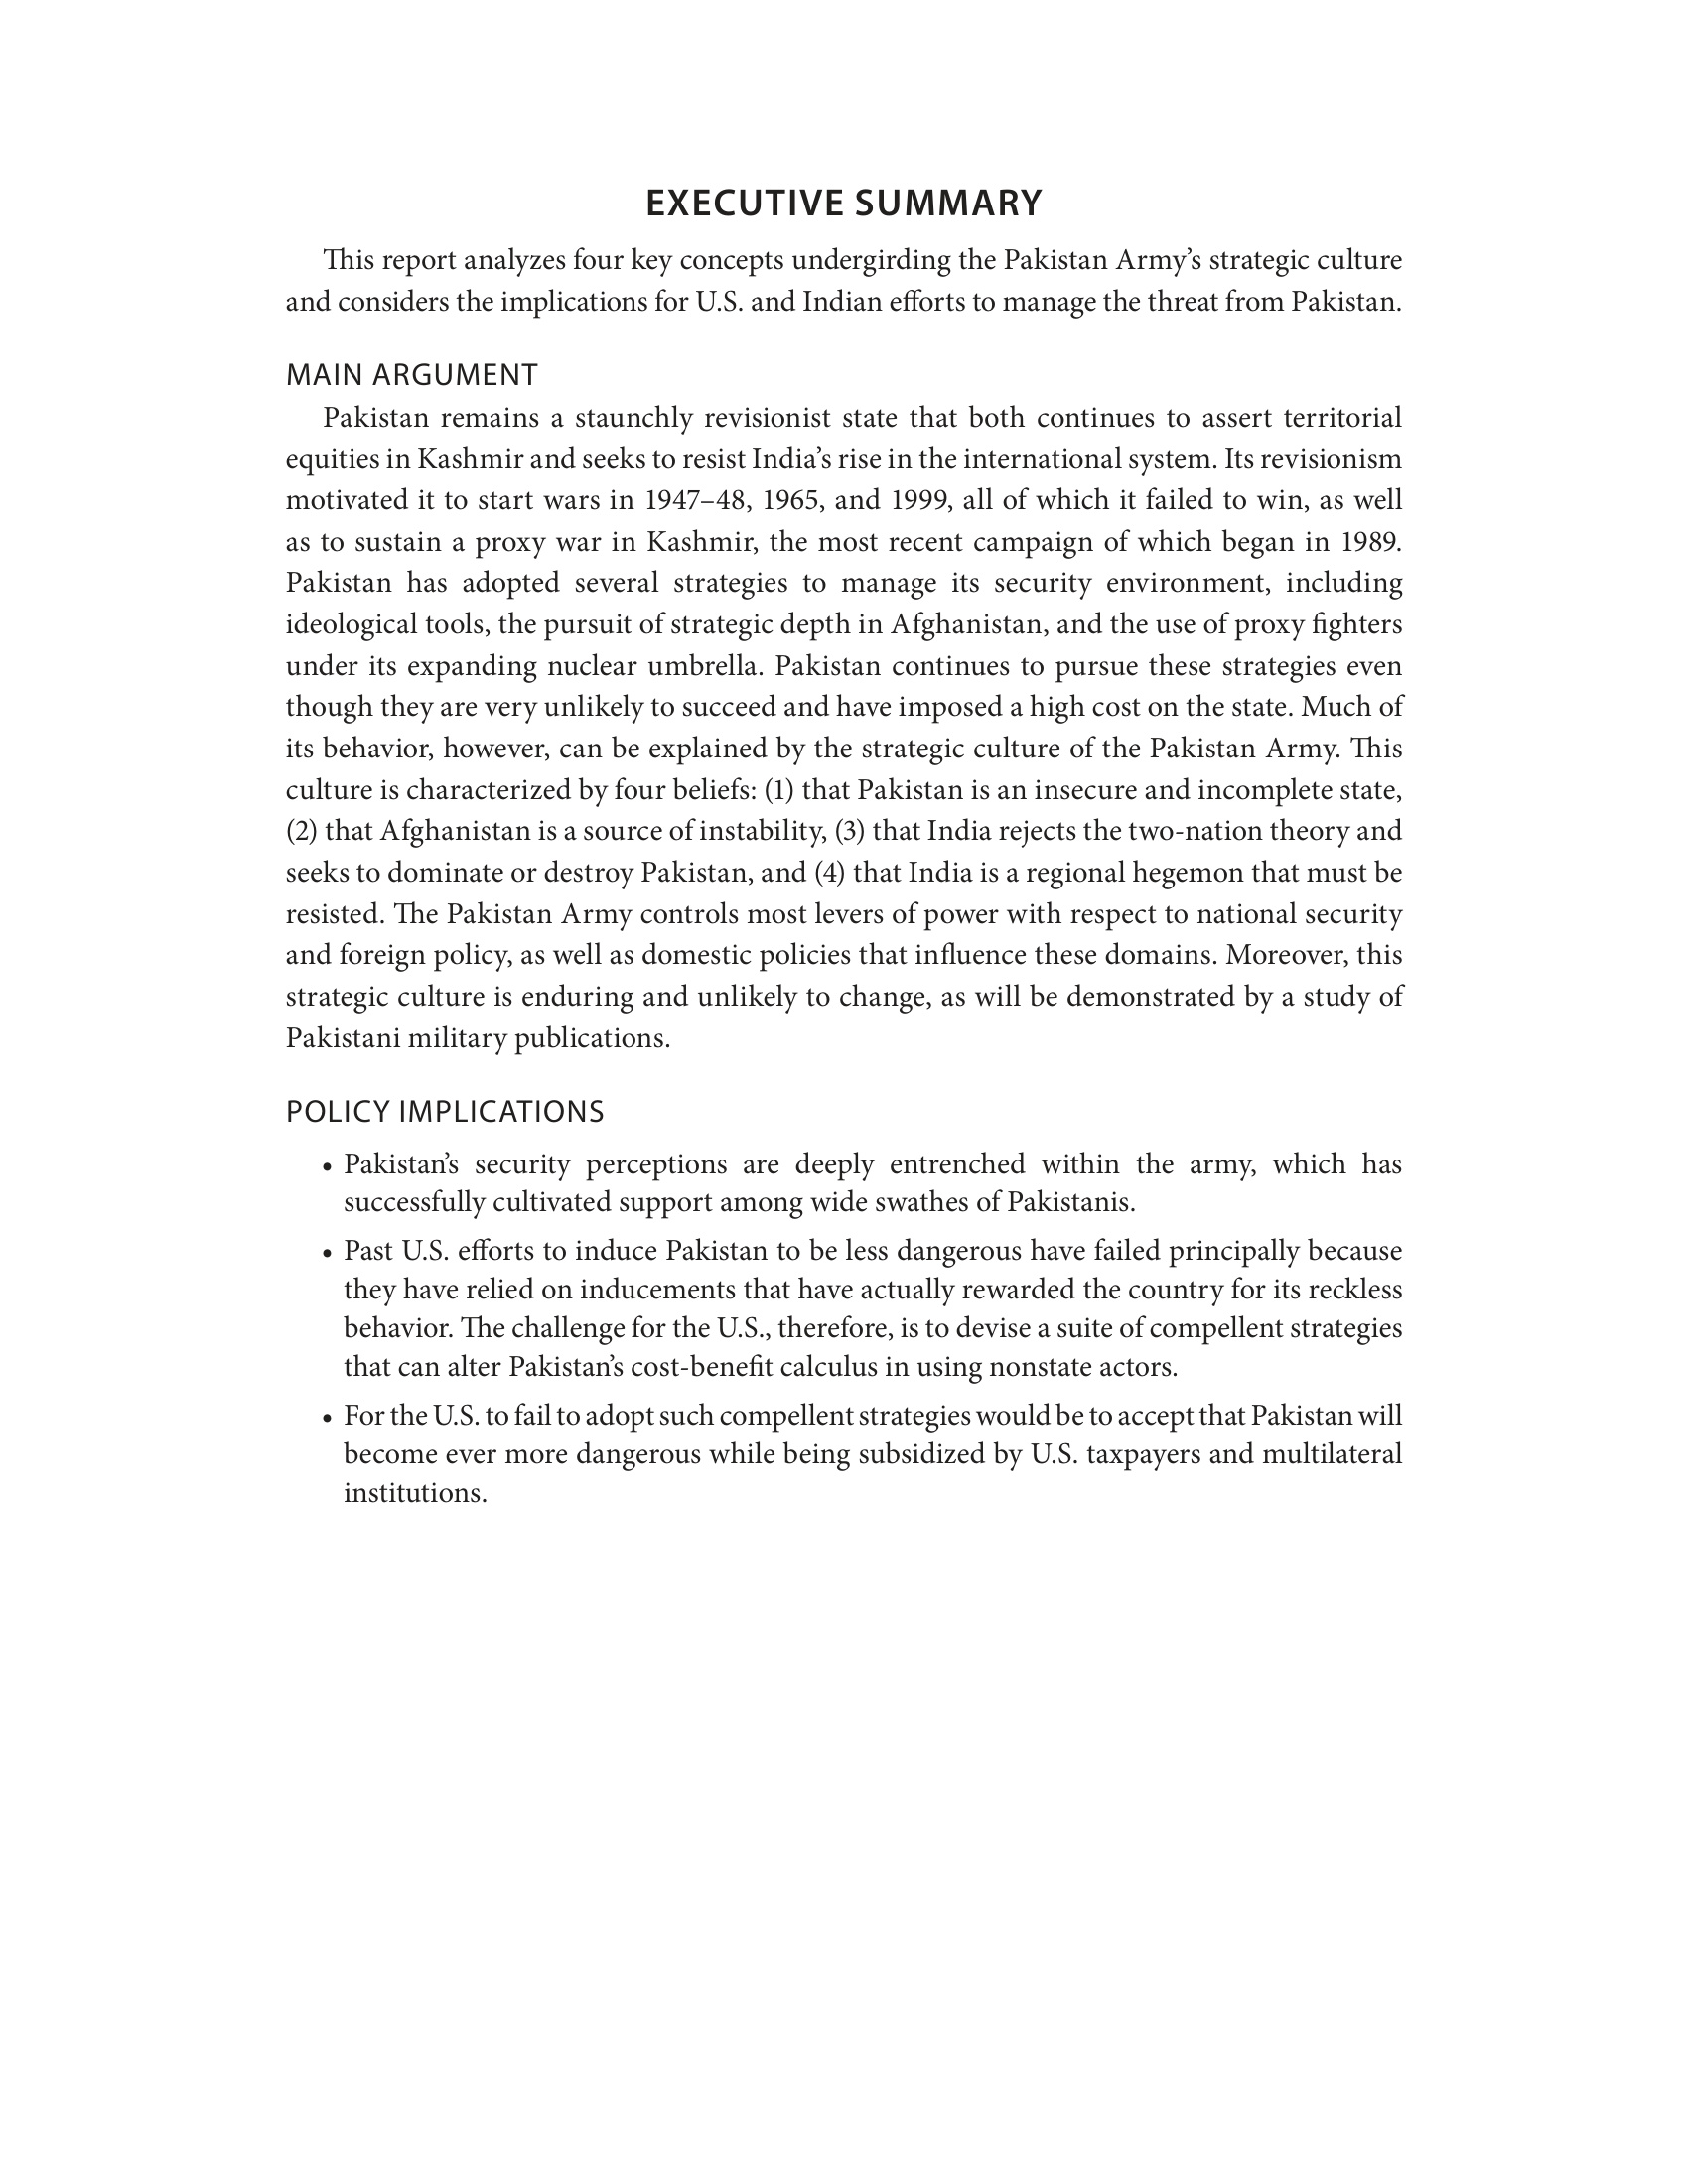 EXECUTIVE SUMMARY
This report analyzes four key concepts undergirding the Pakistan Army’s strategic culture
and considers the implications for U.S. and Indian efforts to manage the threat from Pakistan.
MAIN ARGUMENT
Pakistan remains a staunchly revisionist state that both continues to assert territorial
equities in Kashmir and seeks to resist India’s rise in the international system. Its revisionism
motivated it to start wars in 1947–48, 1965, and 1999, all of which it failed to win, as well
as to sustain a proxy war in Kashmir, the most recent campaign of which began in 1989.
Pakistan has adopted several strategies to manage its security environment, including
ideological tools, the pursuit of strategic depth in Afghanistan, and the use of proxy fighters
under its expanding nuclear umbrella. Pakistan continues to pursue these strategies even
though they are very unlikely to succeed and have imposed a high cost on the state. Much of
its behavior, however, can be explained by the strategic culture of the Pakistan Army. This
culture is characterized by four beliefs: (1) that Pakistan is an insecure and incomplete state,
(2) that Afghanistan is a source of instability, (3) that India rejects the two-nation theory and
seeks to dominate or destroy Pakistan, and (4) that India is a regional hegemon that must be
resisted. The Pakistan Army controls most levers of power with respect to national security
and foreign policy, as well as domestic policies that influence these domains. Moreover, this
strategic culture is enduring and unlikely to change, as will be demonstrated by a study of
Pakistani military publications.
POLICY IMPLICATIONS
• Pakistan’s security perceptions are deeply entrenched within the army, which has
successfully cultivated support among wide swathes of Pakistanis.
• Past U.S. efforts to induce Pakistan to be less dangerous have failed principally because
they have relied on inducements that have actually rewarded the country for its reckless
behavior. The challenge for the U.S., therefore, is to devise a suite of compellent strategies
that can alter Pakistan’s cost-benefit calculus in using nonstate actors.
• For the U.S. to fail to adopt such compellent strategies would be to accept that Pakistan will
become ever more dangerous while being subsidized by U.S. taxpayers and multilateral
institutions.